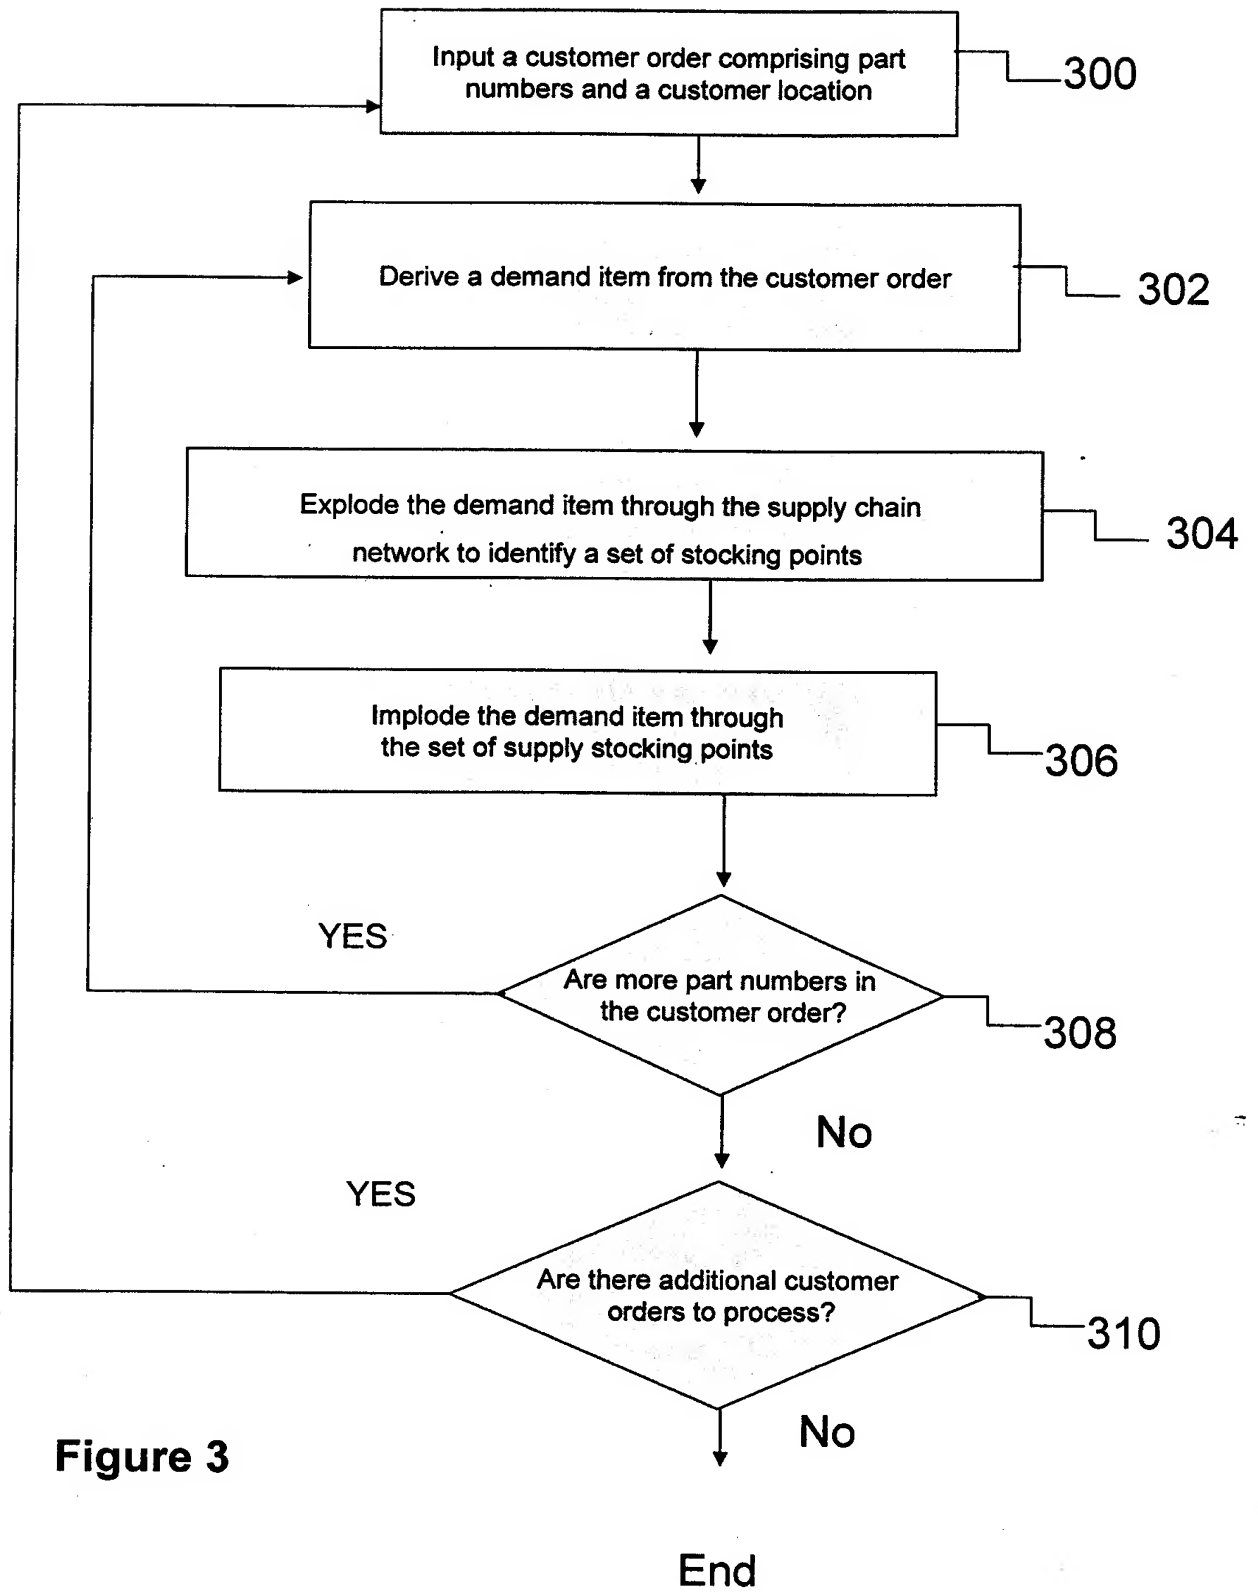 Input a customer order comprising part
numbers and a customer location
300
Derive a demand item from the customer order
302
Explode the demand item through the supply chain
network to identify a set of stocking points
304
Implode the demand item through
the set of supply stocking points
306
YES
Are more part numbers in
the customer order?
308
No
YES
Are there additional customer
orders to process?
310
No
Figure 3
End